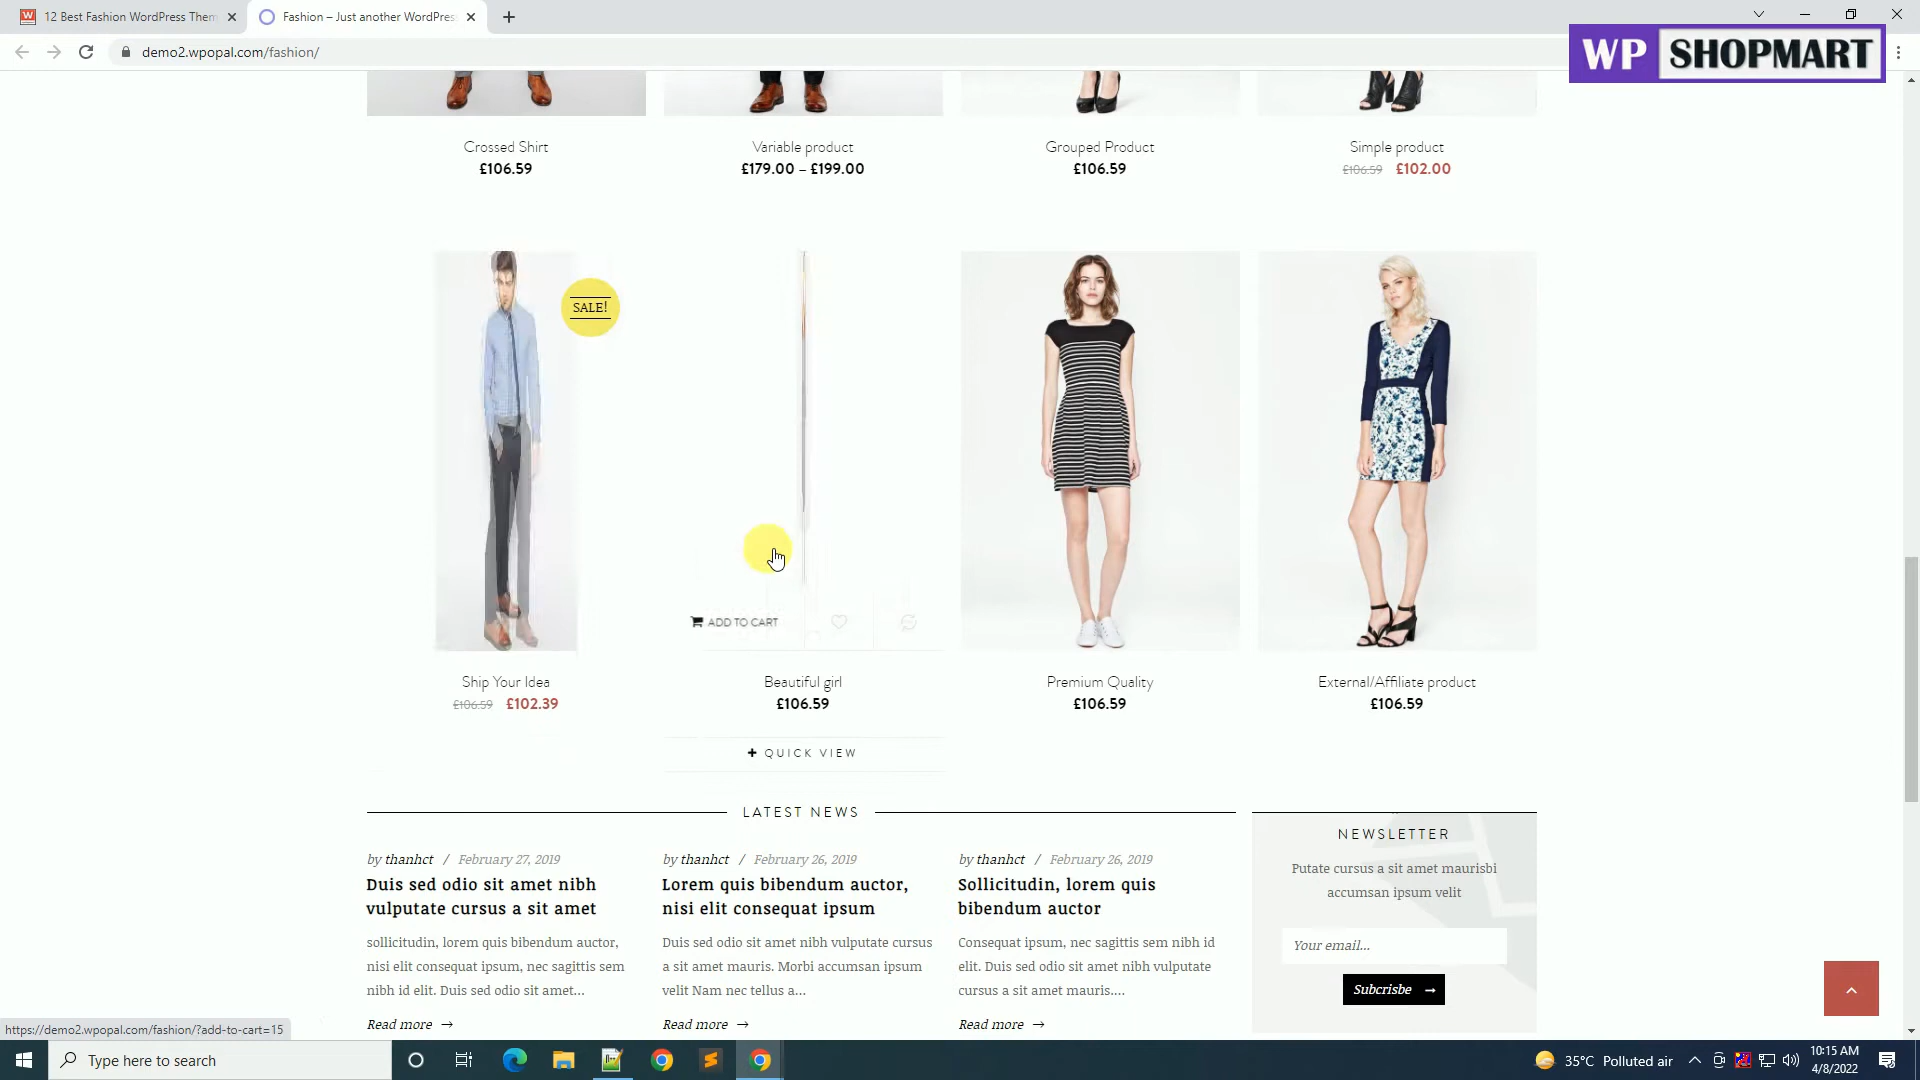 12 Best Fashion WordPress Them
Fashion – Just another WordPress
demo2.wpopal.com/fashion/
WP SHOPMART
Crossed Shirt
£106.59
Variable product
£179.00 – £199.00
Grouped Product
£106.59
Simple product
£106.59 £102.00
SALE!
ADD TO CART
Ship Your Idea
£106.59 £102.39
Beautiful girl
£106.59
QUICK VIEW
Premium Quality
£106.59
External/Affiliate product
£106.59
LATEST NEWS
by thanhct / February 27, 2019
Duis sed odio sit amet nibh
vulputate cursus a sit amet
sollicitudin, lorem quis bibendum auctor,
nisi elit consequat ipsum, nec sagittis sem
nibh id elit. Duis sed odio sit amet...
Read more →
by thanhct / February 26, 2019
Lorem quis bibendum auctor,
nisi elit consequat ipsum
Duis sed odio sit amet nibh vulputate cursus
a sit amet mauris. Morbi accumsan ipsum
velit Nam nec tellus a...
Read more →
by thanhct / February 26, 2019
Sollicitudin, lorem quis
bibendum auctor
Consequat ipsum, nec sagittis sem nibh id
elit. Duis sed odio sit amet nibh vulputate
cursus a sit amet mauris....
Read more →
NEWSLETTER
Putate cursus a sit amet maurisbi
accumsan ipsum velit
Your email...
Subcrisbe →
https://demo2.wpopal.com/fashion/?add-to-cart=15
Type here to search
35°C Polluted air
10:15 AM
4/8/2022